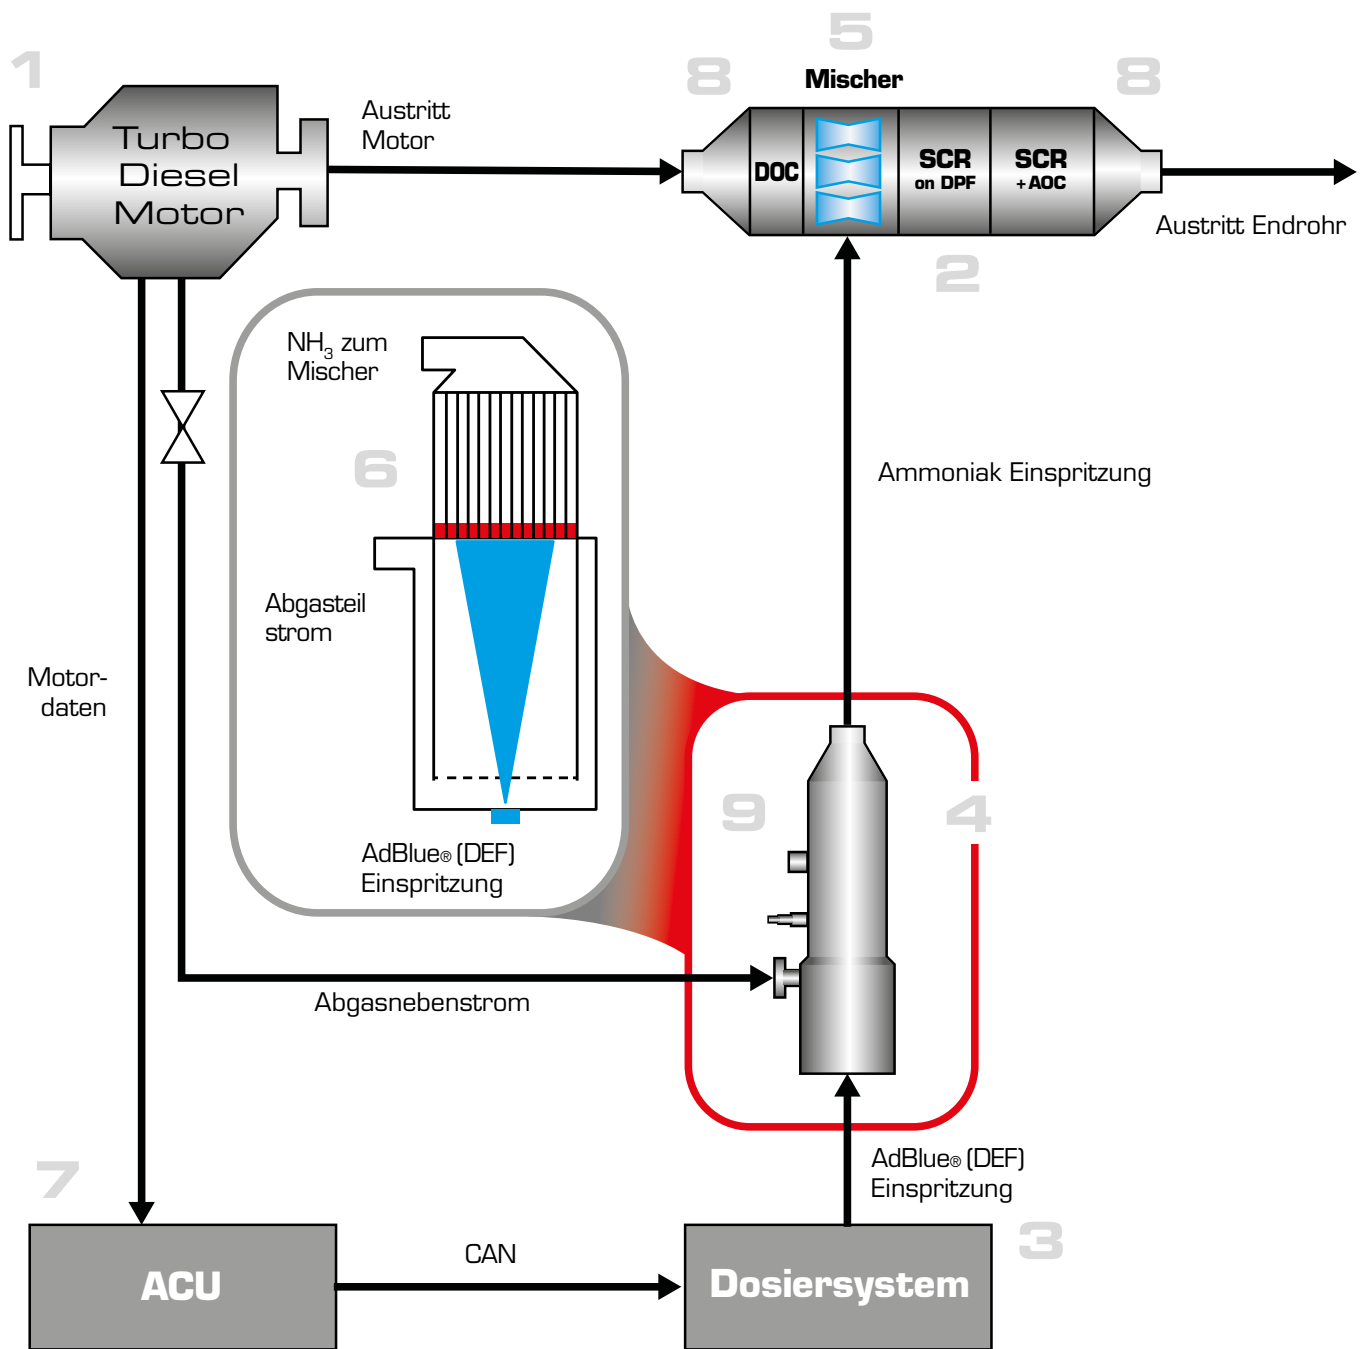 1
Turbo
Diesel
Motor
Austritt
Motor
8
5
Mischer
8
DOC
SCR
on DPF
SCR
+ AOC
Austritt Endrohr
2
NH₃ zum
Mischer
6
Abgasteil
strom
AdBlue® (DEF)
Einspritzung
Ammoniak Einspritzung
Motor-
daten
9
4
Abgasnebenstrom
AdBlue® (DEF)
Einspritzung
7
ACU
CAN
Dosiersystem
3